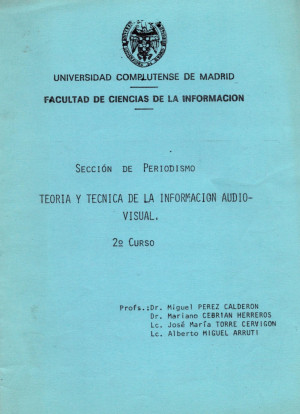 UNIVERSIDAD COMPLUTENSE DE MADRID
FACULTAD DE CIENCIAS DE LA INFORMACION
SECCIÓN DE PERIODISMO
TEORIA Y TECNICA DE LA INFORMACION AUDIO-
VISUAL.
2º CURSO
Profs.:Dr. Miguel PEREZ CALDERON
Dr. Mariano CEBRIAN HERREROS
Lc. José María TORRE CERVIGON
Lc. Alberto MIGUEL ARRUTI